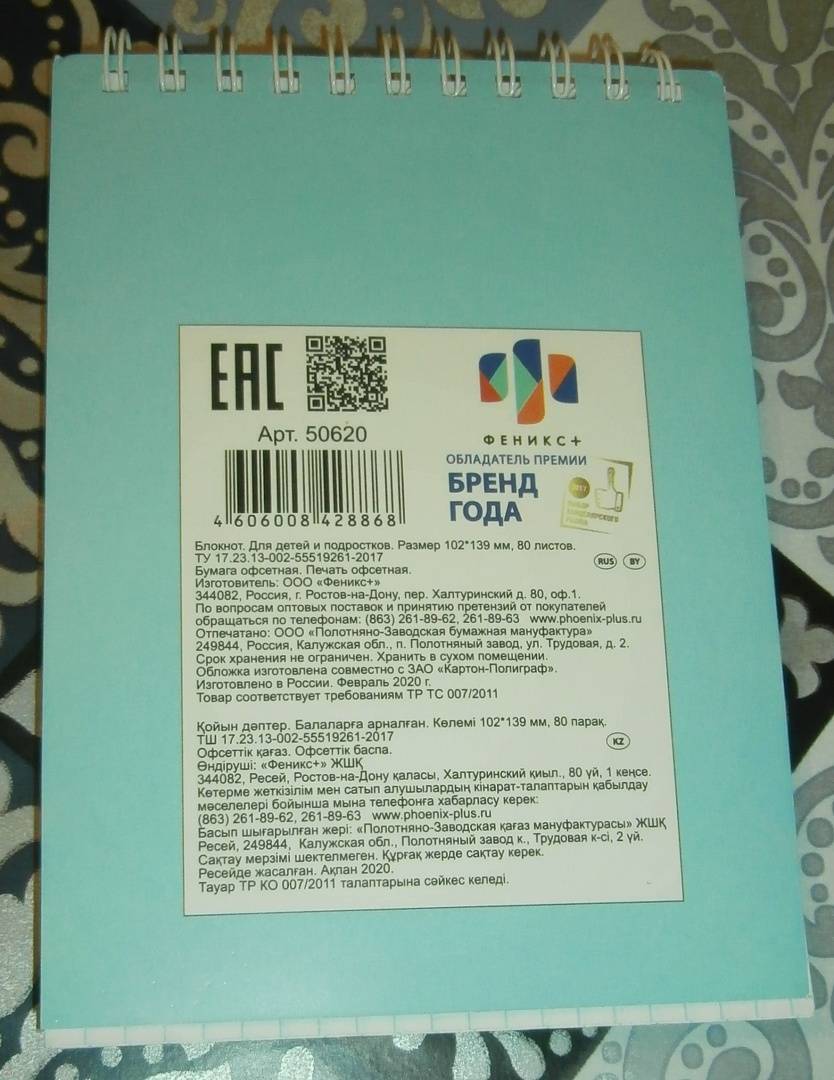 EAC
Арт. 50620
4 606008 428868
ФЕНИКС+
ОБЛАДАТЕЛЬ ПРЕМИИ
БРЕНД
ГОДА
2017
Блокнот. Для детей и подростков. Размер 102*139 мм, 80 листов.
ТУ 17.23.13-002-55519261-2017
RUS BY
Бумага офсетная. Печать офсетная.
Изготовитель: ООО «Феникс+»
344082, Россия, г. Ростов-на-Дону, пер. Халтуринский д. 80, оф.1.
По вопросам оптовых поставок и принятию претензий от покупателей
обращаться по телефонам: (863) 261-89-62, 261-89-63 www.phoenix-plus.ru
Отпечатано: ООО «Полотняно-Заводская бумажная мануфактура»
249844, Россия, Калужская обл., п. Полотняный завод, ул. Трудовая, д. 2.
Срок хранения не ограничен. Хранить в сухом помещении.
Обложка изготовлена совместно с ЗАО «Картон-Полиграф».
Изготовлено в России. Февраль 2020 г.
Товар соответствует требованиям ТР ТС 007/2011
Қойын дәптер. Балаларға арналған. Көлемі 102*139 мм, 80 парақ.
ТШ 17.23.13-002-55519261-2017
KZ
Офсеттік қағаз. Офсеттік баспа.
Өндіруші: «Феникс+» ЖШҚ
344082, Ресей, Ростов-на-Дону қаласы, Халтуринский қиыл., 80 үй, 1 кеңсе.
Көтерме жеткізілім мен сатып алушылардың кінарат-талаптарын қабылдау
мәселелері бойынша мына телефонға хабарласу керек:
(863) 261-89-62, 261-89-63 www.phoenix-plus.ru
Басып шығарылған жері: «Полотняно-Заводская қағаз мануфактурасы» ЖШҚ
Ресей, 249844, Калужская обл., Полотняный завод к., Трудовая к-сі, 2 үй.
Сақтау мерзімі шектелмеген. Құрғақ жерде сақтау керек.
Ресейде жасалған. Ақпан 2020.
Тауар ТР КО 007/2011 талаптарына сәйкес келеді.